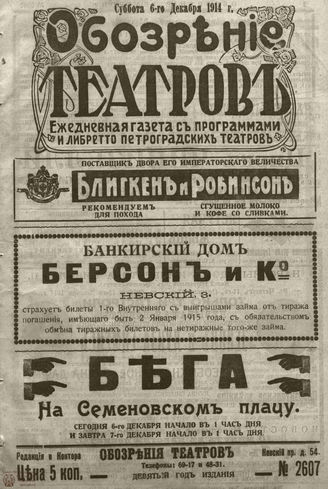 Суббота 6-го Декабря 1914 г.
Обозрѣніе
ТЕАТРОВЪ
Ежедневная газета съ программами
и либретто петроградскихъ театровъ
ПОСТАВЩИКЪ ДВОРА ЕГО ИМПЕРАТОРСКАГО ВЕЛИЧЕСТВА
Блигкенъ и Робинсонъ
РЕКОМЕНДУЕМЪ ДЛЯ ПОХОДА
СГУЩЕННОЕ МОЛОКО И КОФЕ СО СЛИВКАМИ.
БАНКИРСКІЙ ДОМЪ
БЕРСОНЪ и Ко
НЕВСКІЙ, 3.
страхуетъ билеты 1-го Внутренняго съ выигрышами займа отъ тиража
погашенія, имѣющаго быть 2 Января 1915 года, съ обязательствомъ
обмѣна тиражныхъ билетовъ на нетиражные того-же займа.
БѢГА
На Семеновскомъ плацу.
СЕГОДНЯ 6-го ДЕКАБРЯ НАЧАЛО ВЪ 1 ЧАСЪ ДНЯ
И ЗАВТРА 7-го ДЕКАБРЯ НАЧАЛО ВЪ 1 ЧАСЪ ДНЯ.
Редакція и Контора ОБОЗРѢНІЯ ТЕАТРОВЪ Невскій пр. д. 54.
Цѣна 5 коп. Телефоны: 69-17 и 48-31. № 2607
ДЕВЯТЫЙ ГОДЪ ИЗДАНІЯ